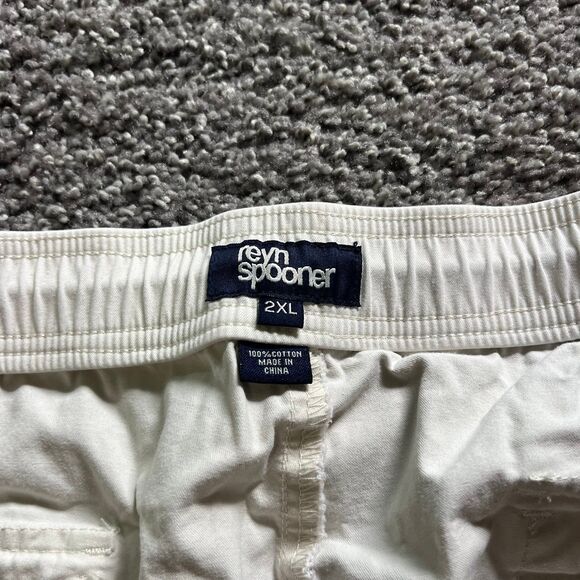 reyn
spooner
2XL
100% COTTON
MADE IN
CHINA